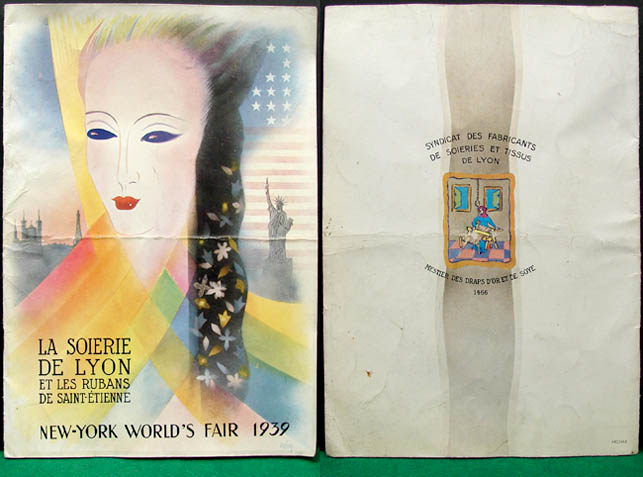 LA SOIERIE
DE LYON
ET LES RUBANS
DE SAINT-ÉTIENNE
NEW-YORK WORLD'S FAIR 1939
SYNDICAT DES FABRICANTS
DE SOIERIES ET TISSUS
DE LYON
MESTIER DES DRAPS D'OR ET DE SOYE
1466